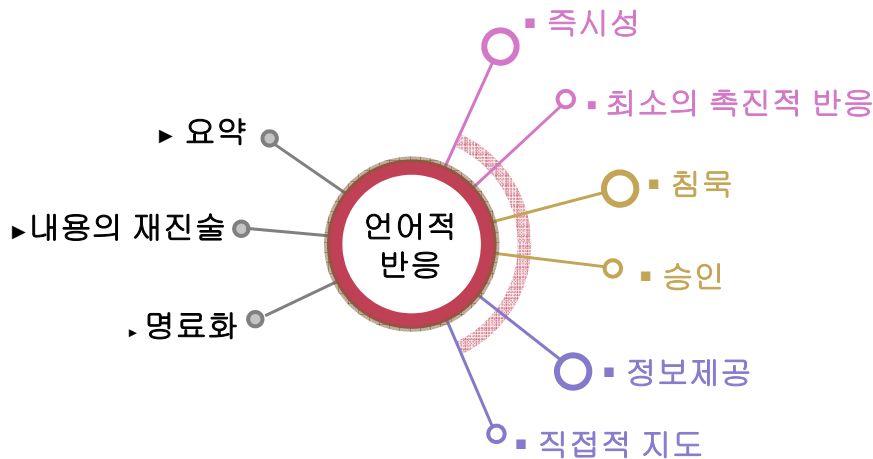 ▪ 즉시성
▪ 최소의 촉진적 반응
▶ 요약
▪ 침묵
▶내용의 재진술
언어적
반응
▪ 승인
▶ 명료화
▪ 정보제공
▪ 직접적 지도